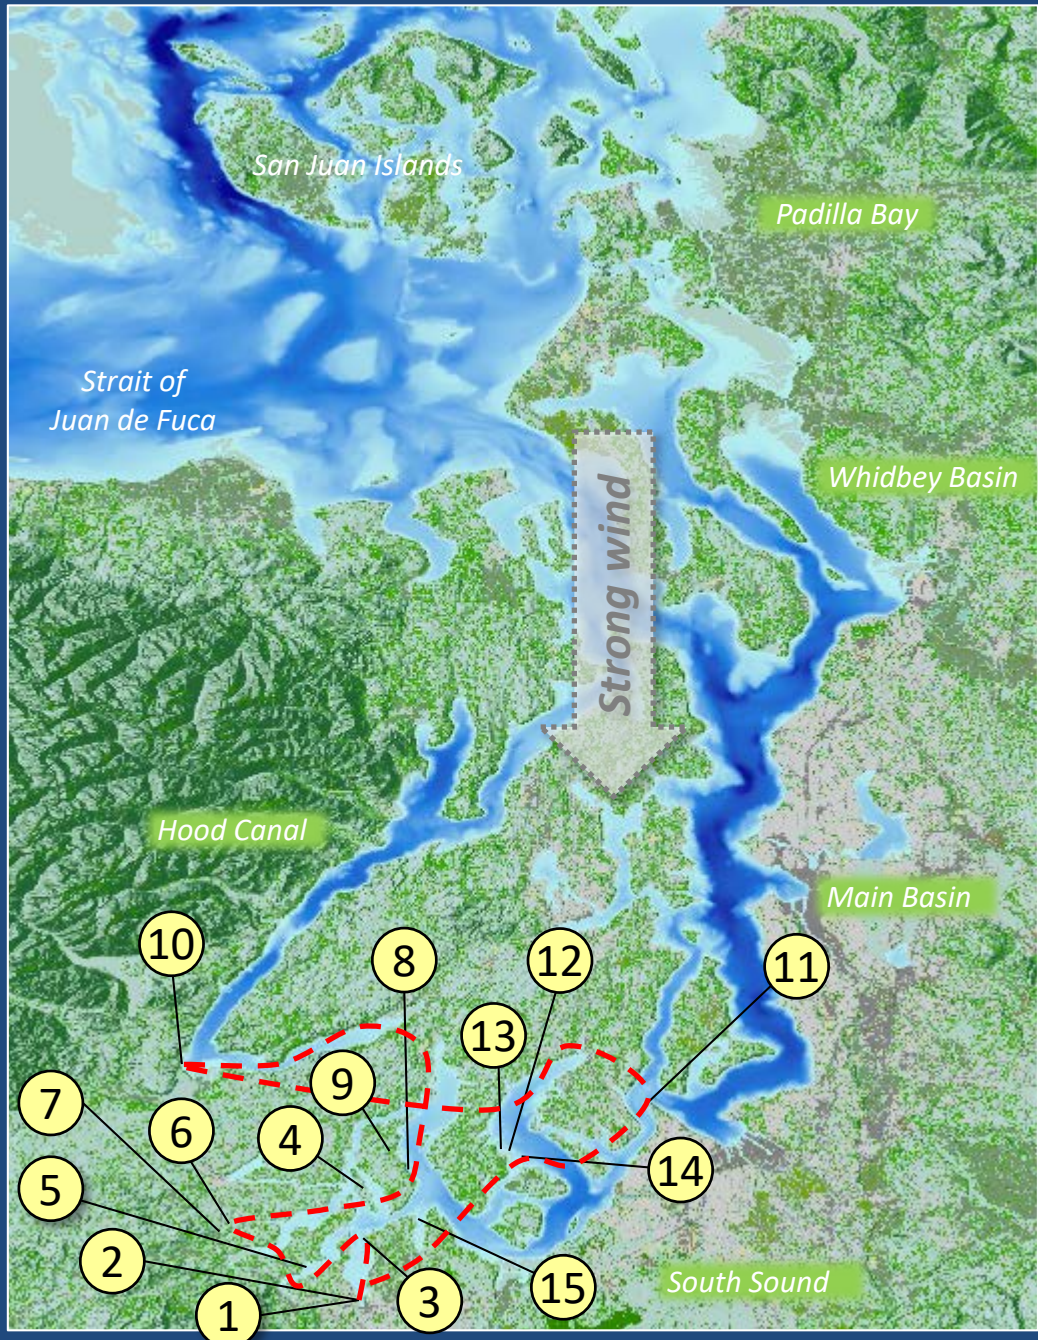 San Juan Islands
Padilla Bay
Strait of
Juan de Fuca
Whidbey Basin
Strong wind
Hood Canal
Main Basin
10
8
12
11
13
9
7
6
4
14
5
2
15
3
1
South Sound